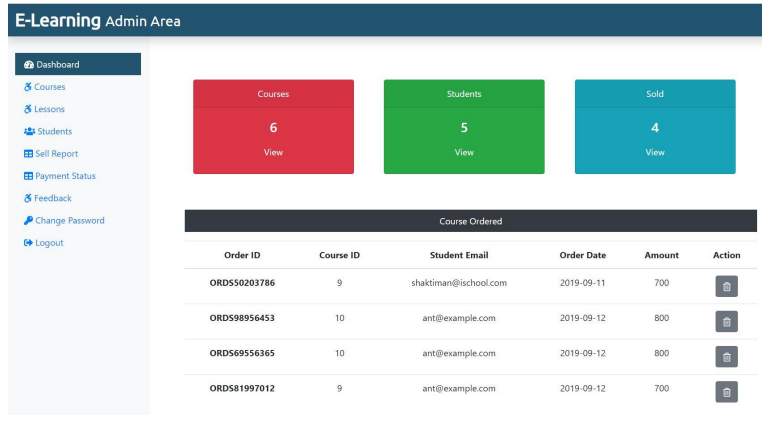 E-Learning Admin Area
Dashboard
Courses
Lessons
Students
Sell Report
Payment Status
Feedback
Change Password
Logout
Courses
6
View
Students
5
View
Sold
4
View
Course Ordered
Order ID Course ID Student Email Order Date Amount Action
ORDS50203786 9 shaktiman@ischool.com 2019-09-11 700
ORDS98956453 10 ant@example.com 2019-09-12 800
ORDS69556365 10 ant@example.com 2019-09-12 800
ORDS81997012 9 ant@example.com 2019-09-12 700